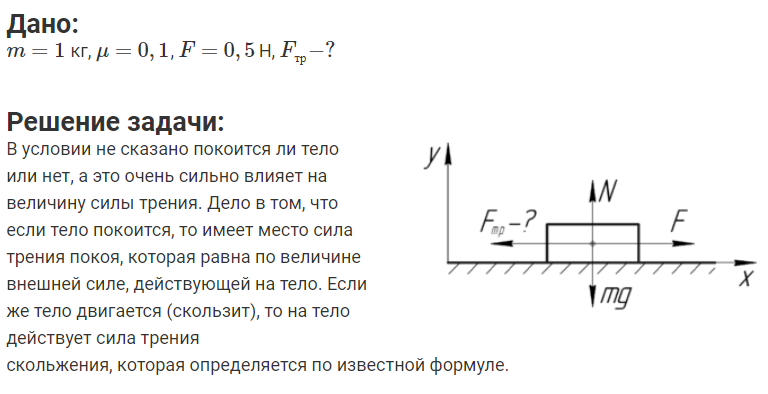 Дано:
m = 1 кг, μ = 0,1, F = 0,5 Н, Fтр−?
Решение задачи:
В условии не сказано покоится ли тело
или нет, а это очень сильно влияет на
величину силы трения. Дело в том, что
если тело покоится, то имеет место сила
трения покоя, которая равна по величине
внешней силе, действующей на тело. Если
же тело двигается (скользит), то на тело
действует сила трения
скольжения, которая определяется по известной формуле.
y
N
Fтр−?
F
x
mg